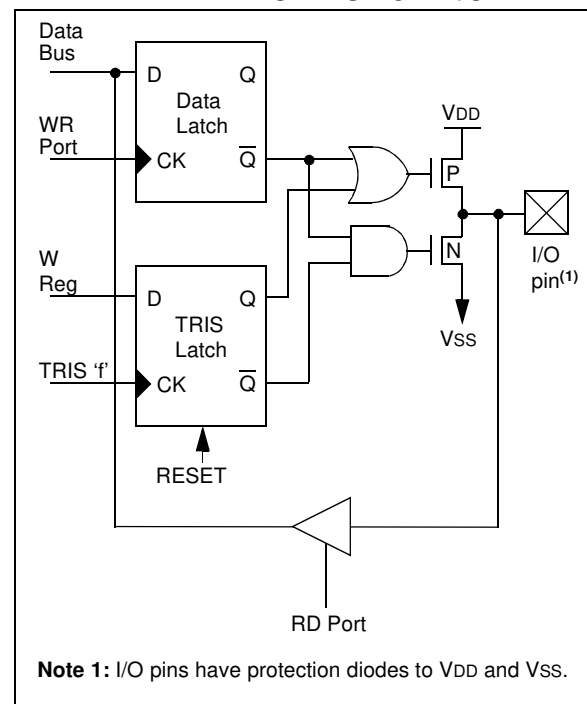 Data
Bus
D
Q
Data
Latch
WR
Port
CK
Q
VDD
P
N
I/O
pin(1)
VSS
W
Reg
D
Q
TRIS
Latch
TRIS 'f'
CK
Q
RESET
RD Port
Note 1: I/O pins have protection diodes to VDD and VSS.